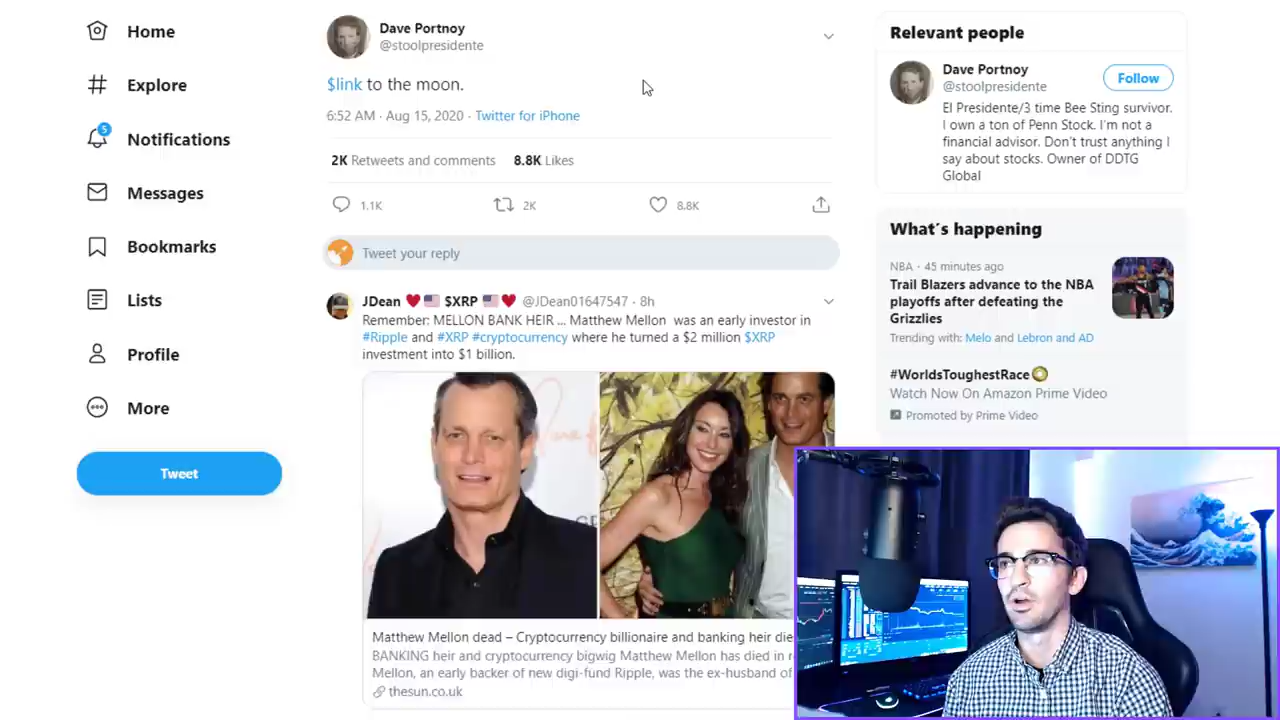 Home
Explore
5
Notifications
Messages
Bookmarks
Lists
Profile
More
Tweet
Dave Portnoy
@stoolpresidente
$link to the moon.
6:52 AM · Aug 15, 2020 · Twitter for iPhone
2K Retweets and comments 8.8K Likes
1.1K 2K 8.8K
Tweet your reply
JDean ❤️ 🇺🇸 $XRP 🇺🇸❤️ @JDean01647547 · 8h
Remember: MELLON BANK HEIR ... Matthew Mellon was an early investor in
#Ripple and #XRP #cryptocurrency where he turned a $2 million $XRP
investment into $1 billion.
Matthew Mellon dead – Cryptocurrency billionaire and banking heir die
BANKING heir and cryptocurrency bigwig Matthew Mellon has died in r
Mellon, an early backer of new digi-fund Ripple, was the ex-husband of
thesun.co.uk
Relevant people
Dave Portnoy
@stoolpresidente
Follow
El Presidente/3 time Bee Sting survivor.
I own a ton of Penn Stock. I'm not a
financial advisor. Don't trust anything I
say about stocks. Owner of DDTG
Global
What's happening
NBA · 45 minutes ago
Trail Blazers advance to the NBA
playoffs after defeating the
Grizzlies
Trending with: Melo and Lebron and AD
#WorldsToughestRace
Watch Now On Amazon Prime Video
Promoted by Prime Video